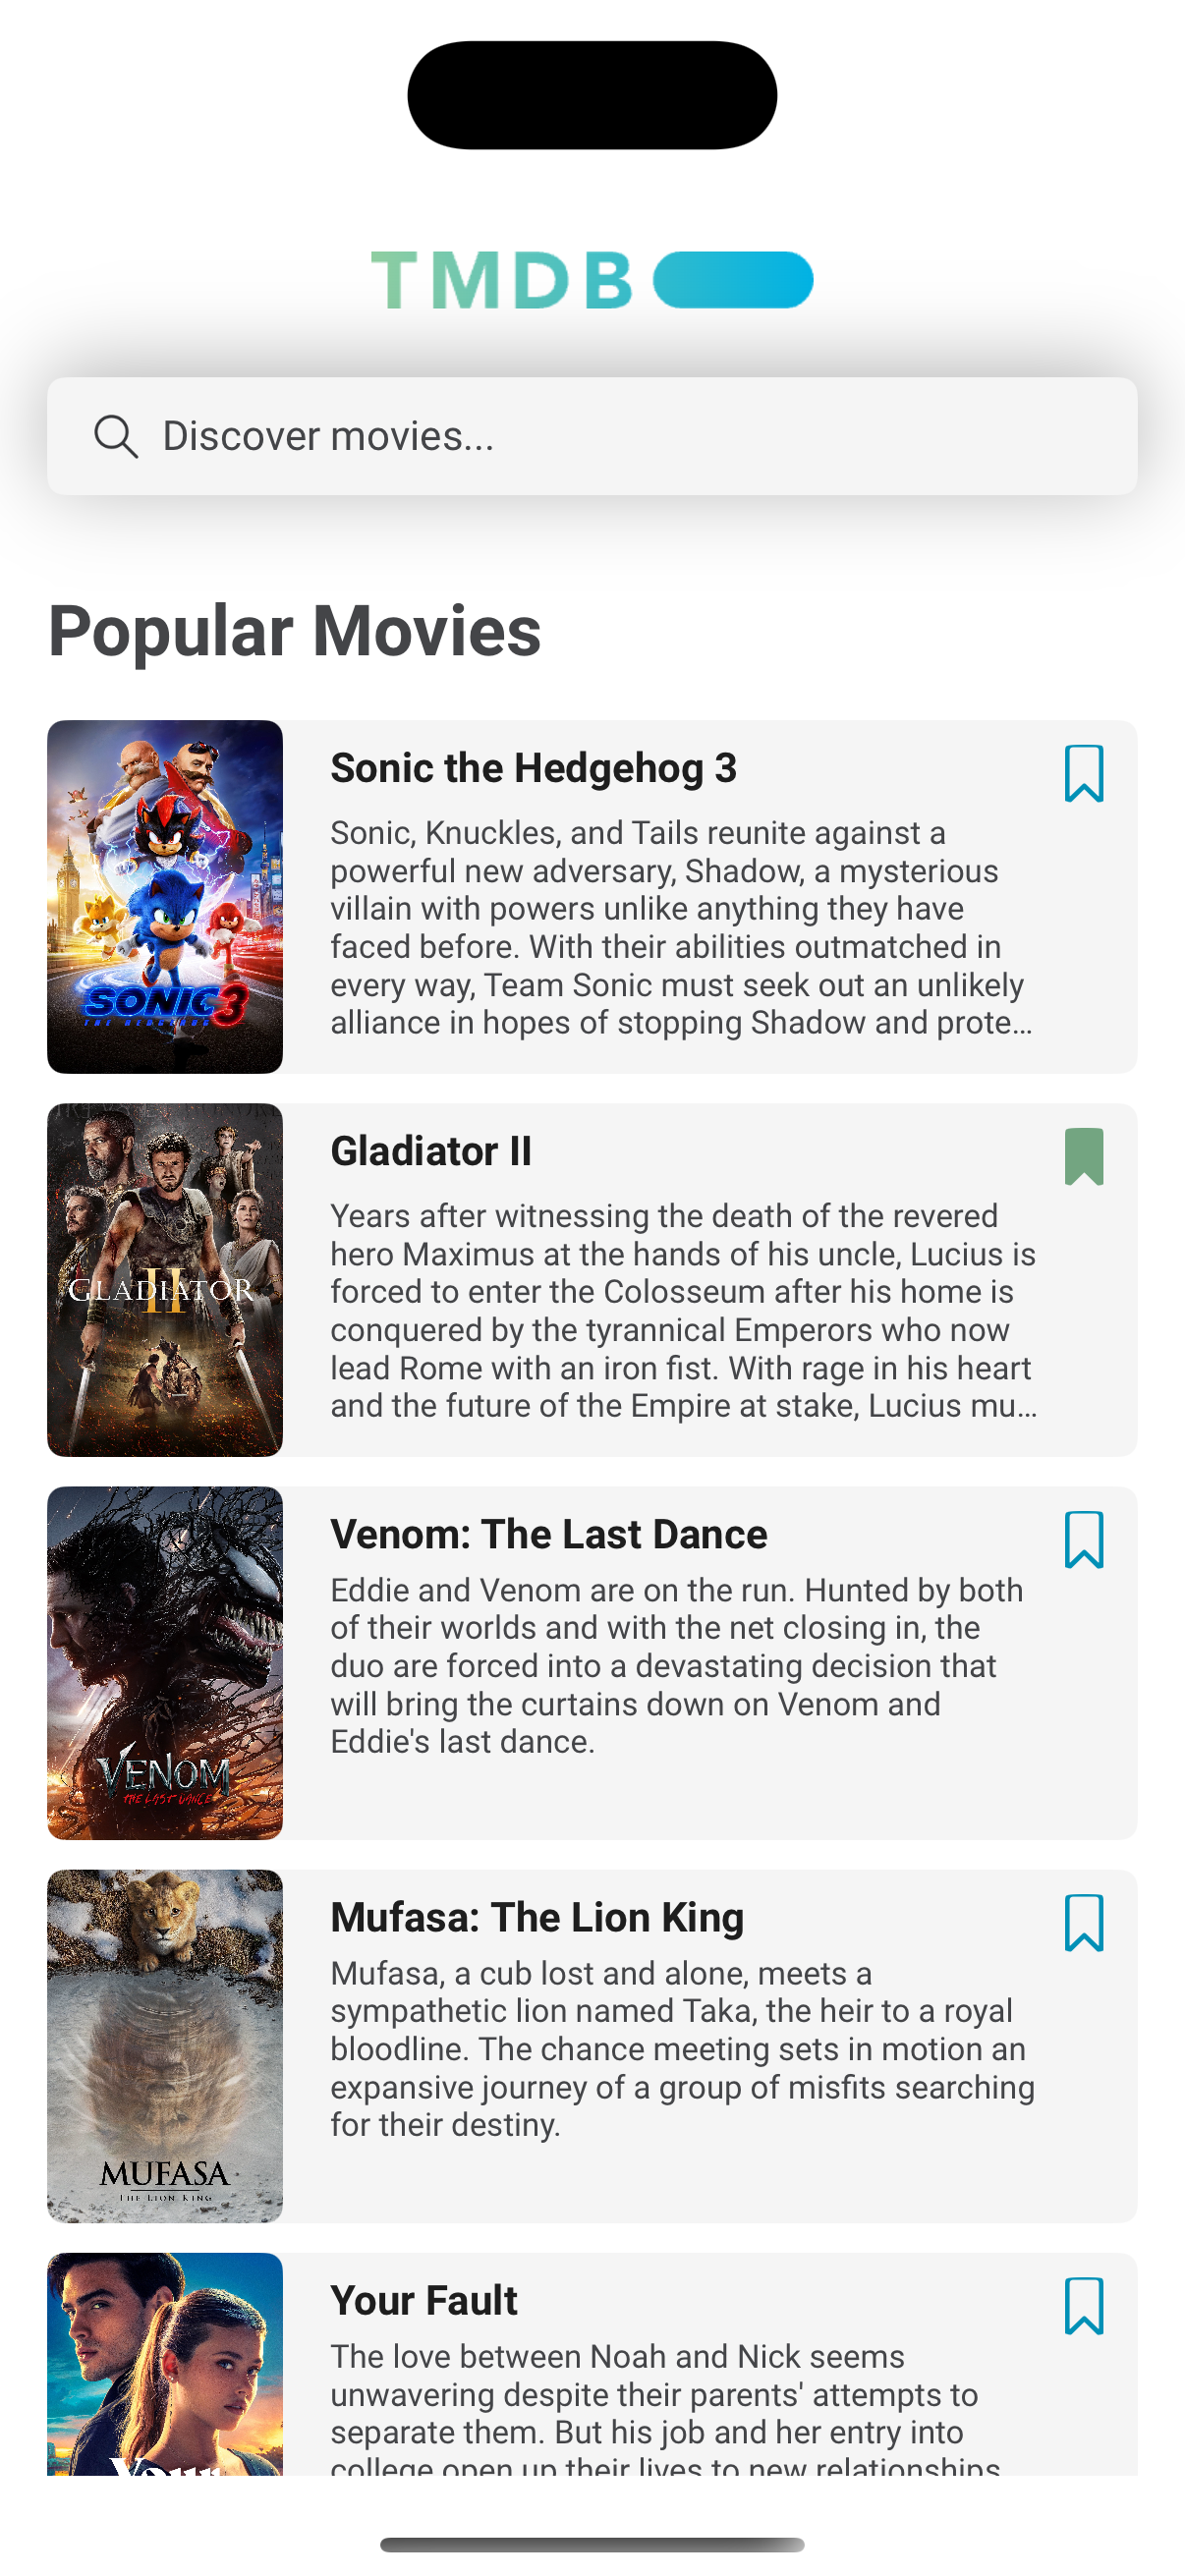 TMDB
Discover movies...
Popular Movies
SONIC 3
THE HEDGEHOG
Sonic the Hedgehog 3
Sonic, Knuckles, and Tails reunite against a
powerful new adversary, Shadow, a mysterious
villain with powers unlike anything they have
faced before. With their abilities outmatched in
every way, Team Sonic must seek out an unlikely
alliance in hopes of stopping Shadow and prote...
GLADIATOR
II
Gladiator II
Years after witnessing the death of the revered
hero Maximus at the hands of his uncle, Lucius is
forced to enter the Colosseum after his home is
conquered by the tyrannical Emperors who now
lead Rome with an iron fist. With rage in his heart
and the future of the Empire at stake, Lucius mu...
VENOM
THE LAST DANCE
Venom: The Last Dance
Eddie and Venom are on the run. Hunted by both
of their worlds and with the net closing in, the
duo are forced into a devastating decision that
will bring the curtains down on Venom and
Eddie's last dance.
MUFASA
THE LION KING
Mufasa: The Lion King
Mufasa, a cub lost and alone, meets a
sympathetic lion named Taka, the heir to a royal
bloodline. The chance meeting sets in motion an
expansive journey of a group of misfits searching
for their destiny.
Your
Your Fault
The love between Noah and Nick seems
unwavering despite their parents' attempts to
separate them. But his job and her entry into
college open up their lives to new relationships